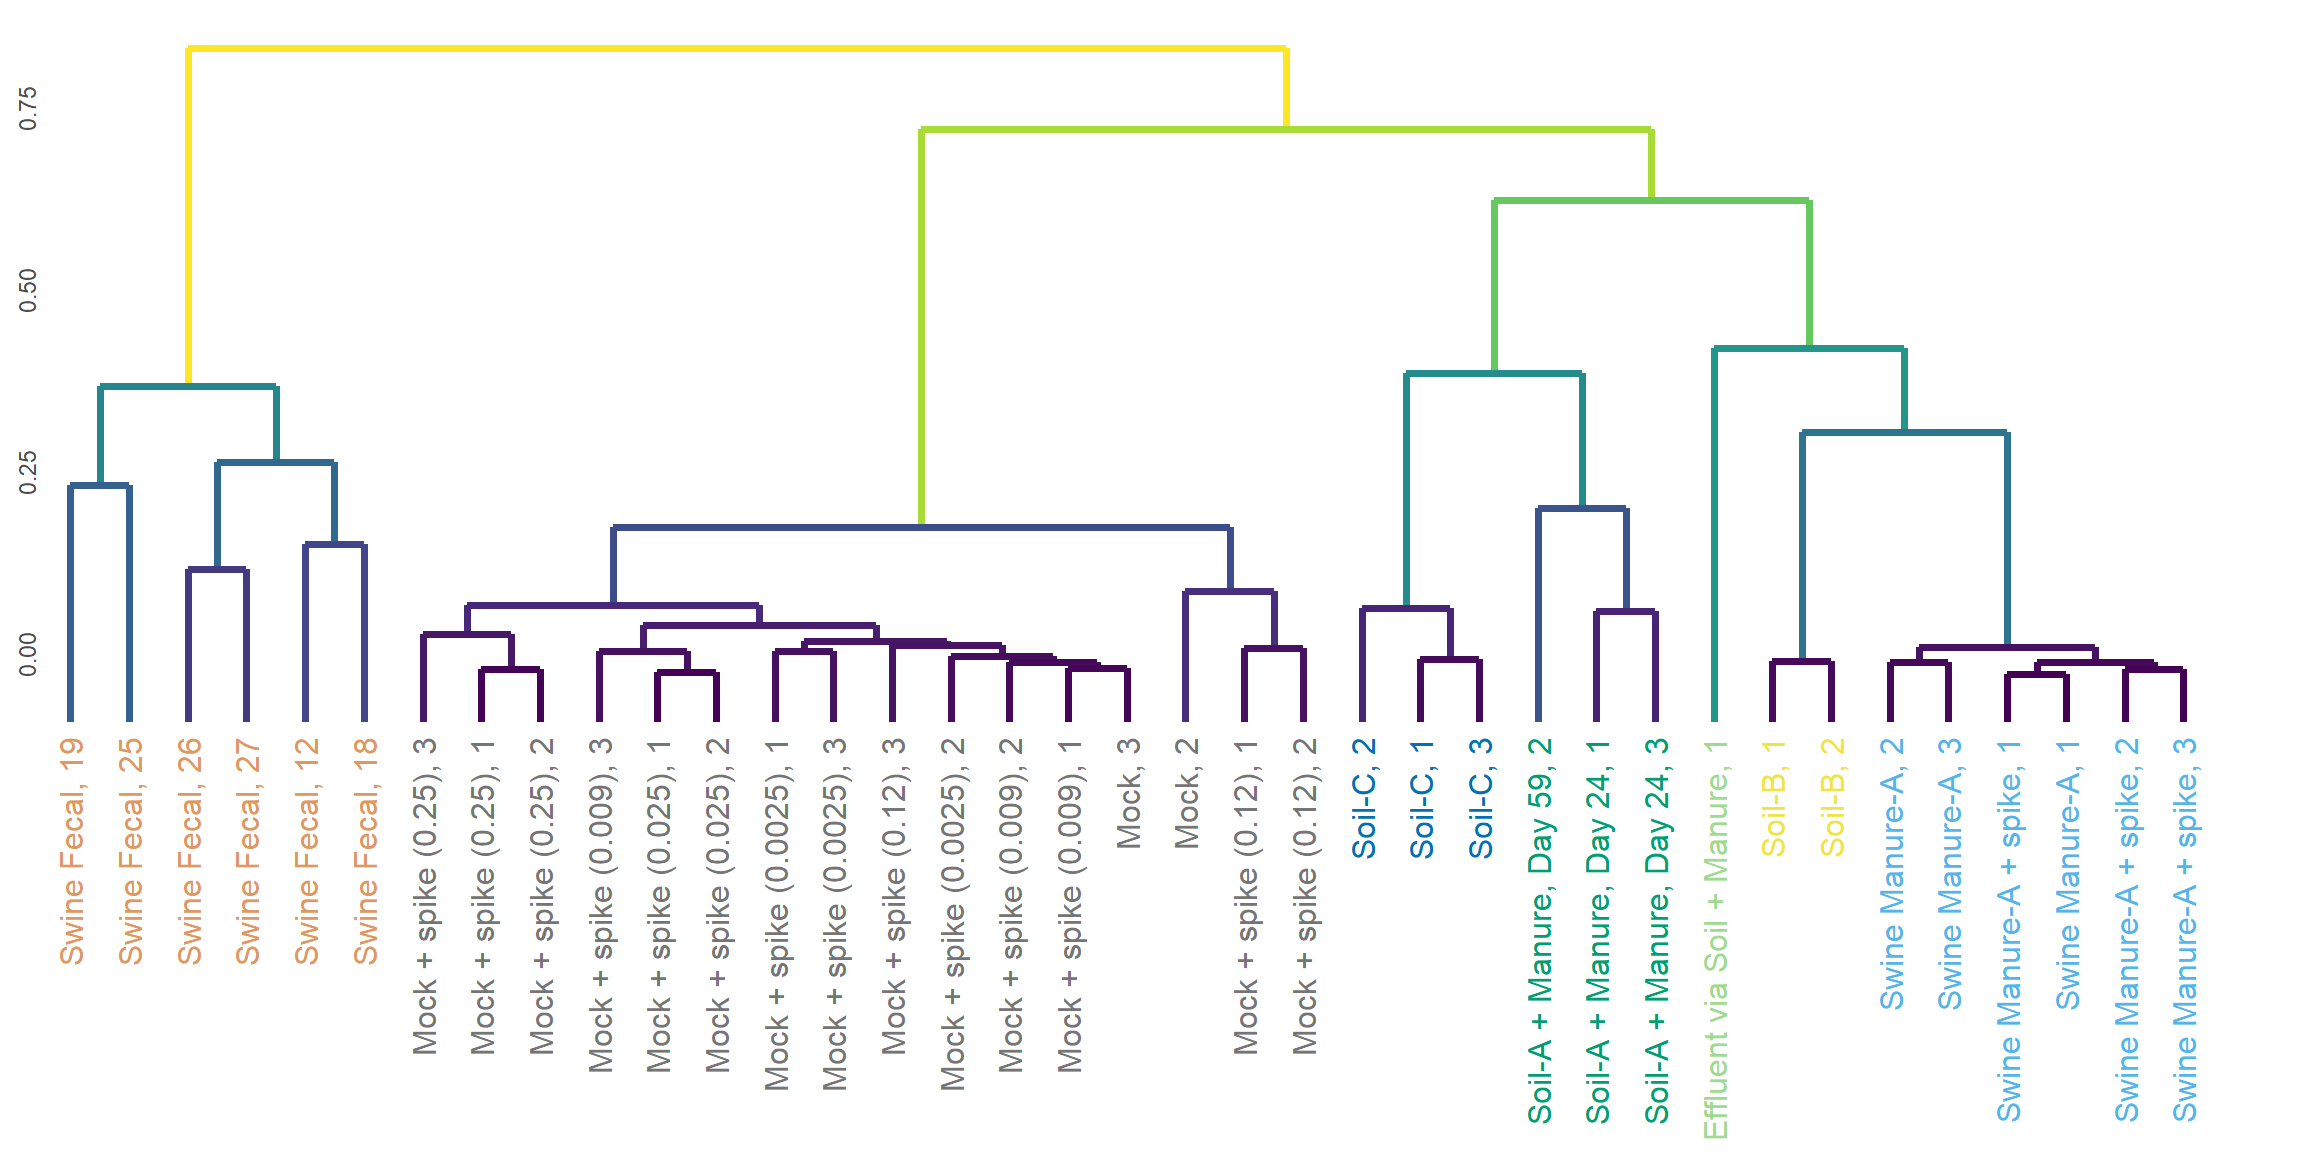 0.75
0.50
0.25
0.00
Swine Fecal, 19
Swine Fecal, 25
Swine Fecal, 26
Swine Fecal, 27
Swine Fecal, 12
Swine Fecal, 18
Mock + spike (0.25), 3
Mock + spike (0.25), 1
Mock + spike (0.25), 2
Mock + spike (0.009), 3
Mock + spike (0.025), 1
Mock + spike (0.025), 2
Mock + spike (0.0025), 1
Mock + spike (0.0025), 3
Mock + spike (0.12), 3
Mock + spike (0.0025), 2
Mock + spike (0.009), 2
Mock + spike (0.009), 1
Mock, 3
Mock, 2
Mock + spike (0.12), 1
Mock + spike (0.12), 2
Soil-C, 2
Soil-C, 1
Soil-C, 3
Soil-A + Manure, Day 59, 2
Soil-A + Manure, Day 24, 1
Soil-A + Manure, Day 24, 3
Effluent via Soil + Manure, 1
Soil-B, 1
Soil-B, 2
Swine Manure-A, 2
Swine Manure-A, 3
Swine Manure-A + spike, 1
Swine Manure-A, 1
Swine Manure-A + spike, 2
Swine Manure-A + spike, 3